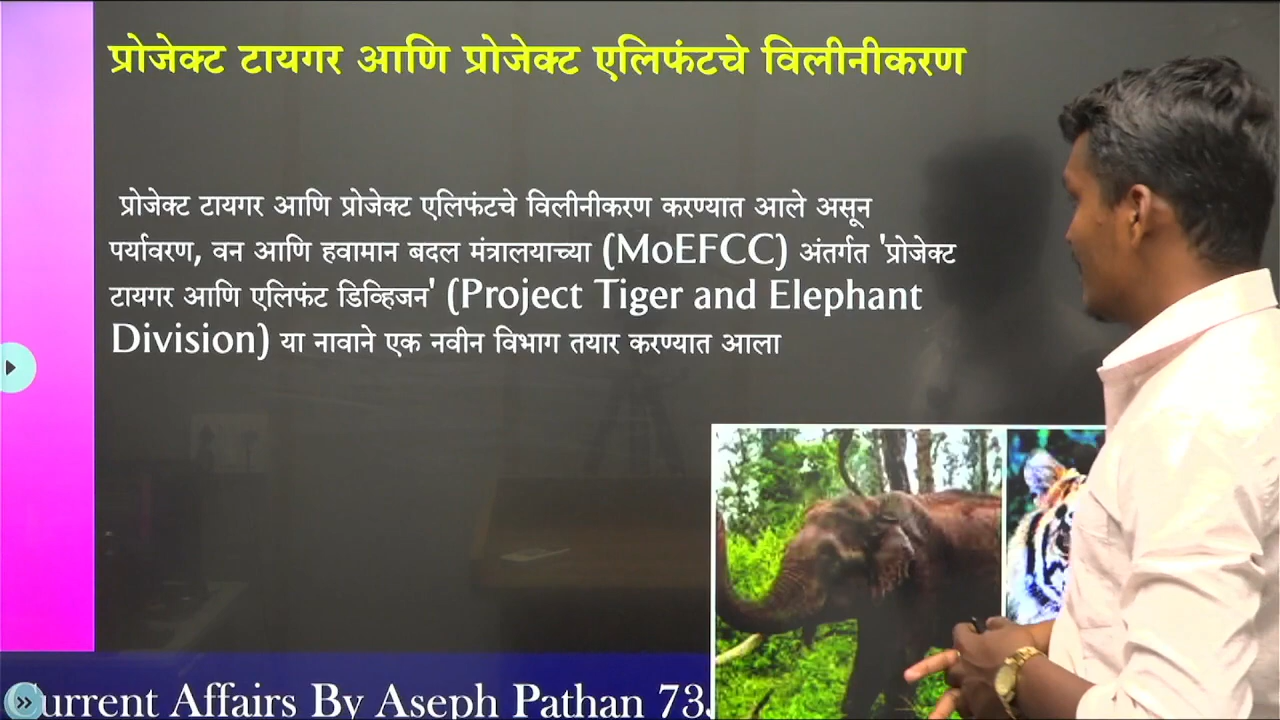 प्रोजेक्ट टायगर आणि प्रोजेक्ट एलिफंटचे विलीनीकरण
प्रोजेक्ट टायगर आणि प्रोजेक्ट एलिफंटचे विलीनीकरण करण्यात आले असून
पर्यावरण, वन आणि हवामान बदल मंत्रालयाच्या (MoEFCC) अंतर्गत 'प्रोजेक्ट
टायगर आणि एलिफंट डिव्हिजन' (Project Tiger and Elephant
Division) या नावाने एक नवीन विभाग तयार करण्यात आला
urrent Affairs By Aseph Pathan 73